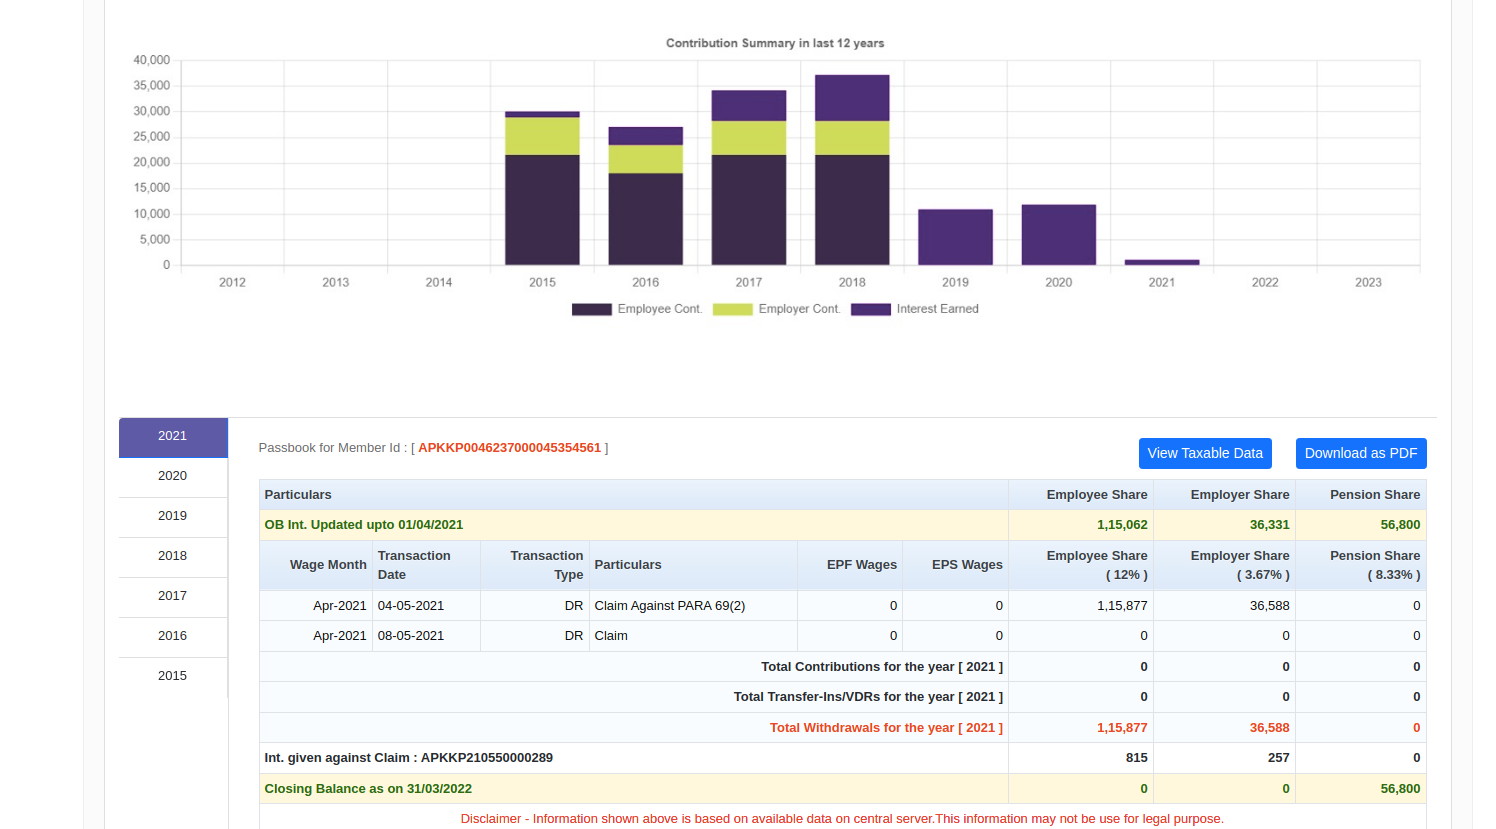 Contribution Summary in last 12 years
40,000
35,000
30,000
25,000
20,000
15,000
10,000
5,000
0
2012 2013 2014 2015 2016 2017 2018 2019 2020 2021 2022 2023
Employee Cont. Employer Cont. Interest Earned
2021
2020
2019
2018
2017
2016
2015
Passbook for Member Id : [ APKKP0046237000045354561 ]
View Taxable Data Download as PDF
Particulars Employee Share Employer Share Pension Share
OB Int. Updated upto 01/04/2021 1,15,062 36,331 56,800
Wage Month Transaction Date Transaction Type Particulars EPF Wages EPS Wages Employee Share ( 12% ) Employer Share ( 3.67% ) Pension Share ( 8.33% )
Apr-2021 04-05-2021 DR Claim Against PARA 69(2) 0 0 1,15,877 36,588 0
Apr-2021 08-05-2021 DR Claim 0 0 0 0 0
Total Contributions for the year [ 2021 ] 0 0 0
Total Transfer-Ins/VDRs for the year [ 2021 ] 0 0 0
Total Withdrawals for the year [ 2021 ] 1,15,877 36,588 0
Int. given against Claim : APKKP210550000289 815 257 0
Closing Balance as on 31/03/2022 0 0 56,800
Disclaimer - Information shown above is based on available data on central server.This information may not be use for legal purpose.